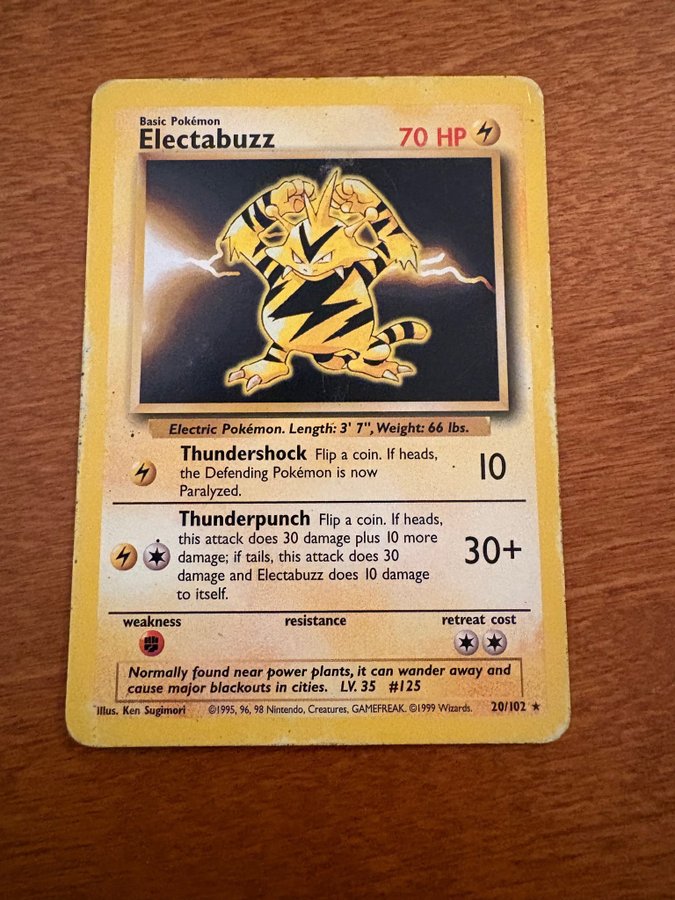 Basic Pokémon
Electabuzz 70 HP
Electric Pokémon. Length: 3' 7", Weight: 66 lbs.
Thundershock Flip a coin. If heads,
the Defending Pokémon is now
Paralyzed.
10
Thunderpunch Flip a coin. If heads,
this attack does 30 damage plus 10 more
damage; if tails, this attack does 30
damage and Electabuzz does 10 damage
to itself.
30+
weakness resistance retreat cost
Normally found near power plants, it can wander away and
cause major blackouts in cities. LV. 35 #125
Illus. Ken Sugimori ©1995, 96, 98 Nintendo, Creatures, GAMEFREAK. ©1999 Wizards. 20/102 ★